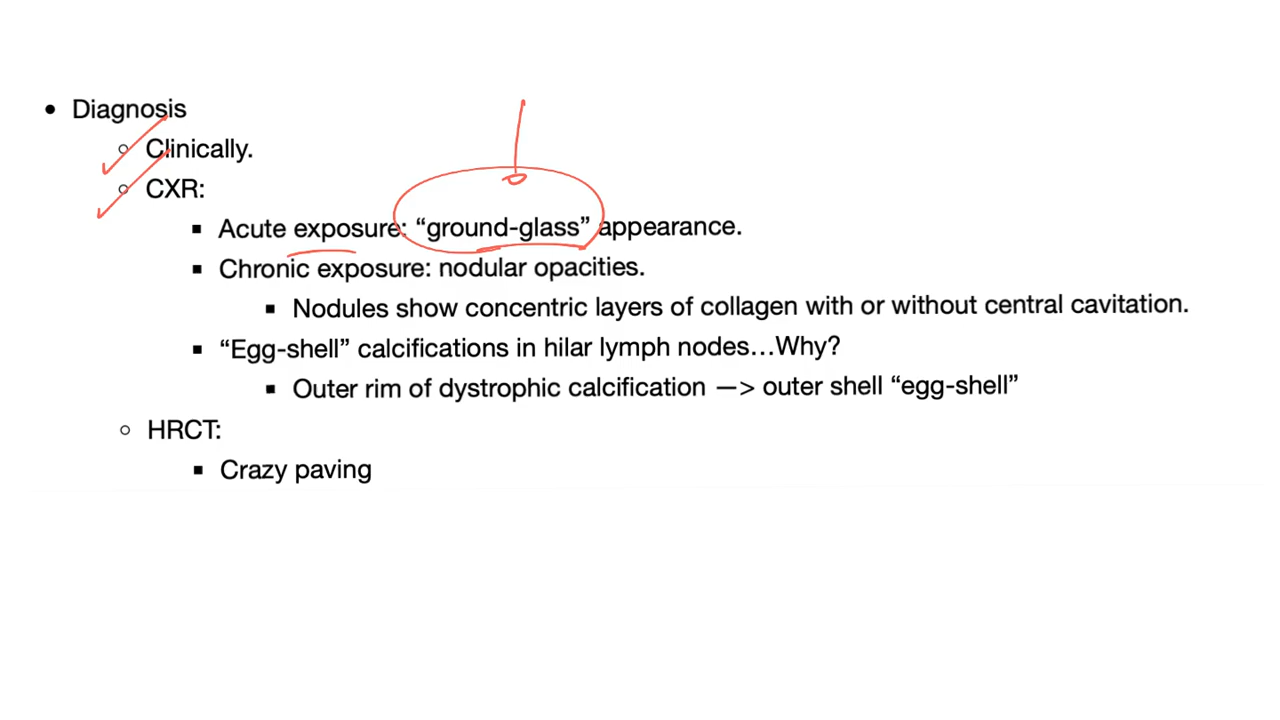 • Diagnosis
○ Clinically.
○ CXR:
▪ Acute exposure: “ground-glass” appearance.
▪ Chronic exposure: nodular opacities.
▪ Nodules show concentric layers of collagen with or without central cavitation.
▪ “Egg-shell” calcifications in hilar lymph nodes...Why?
▪ Outer rim of dystrophic calcification —> outer shell “egg-shell”
○ HRCT:
▪ Crazy paving